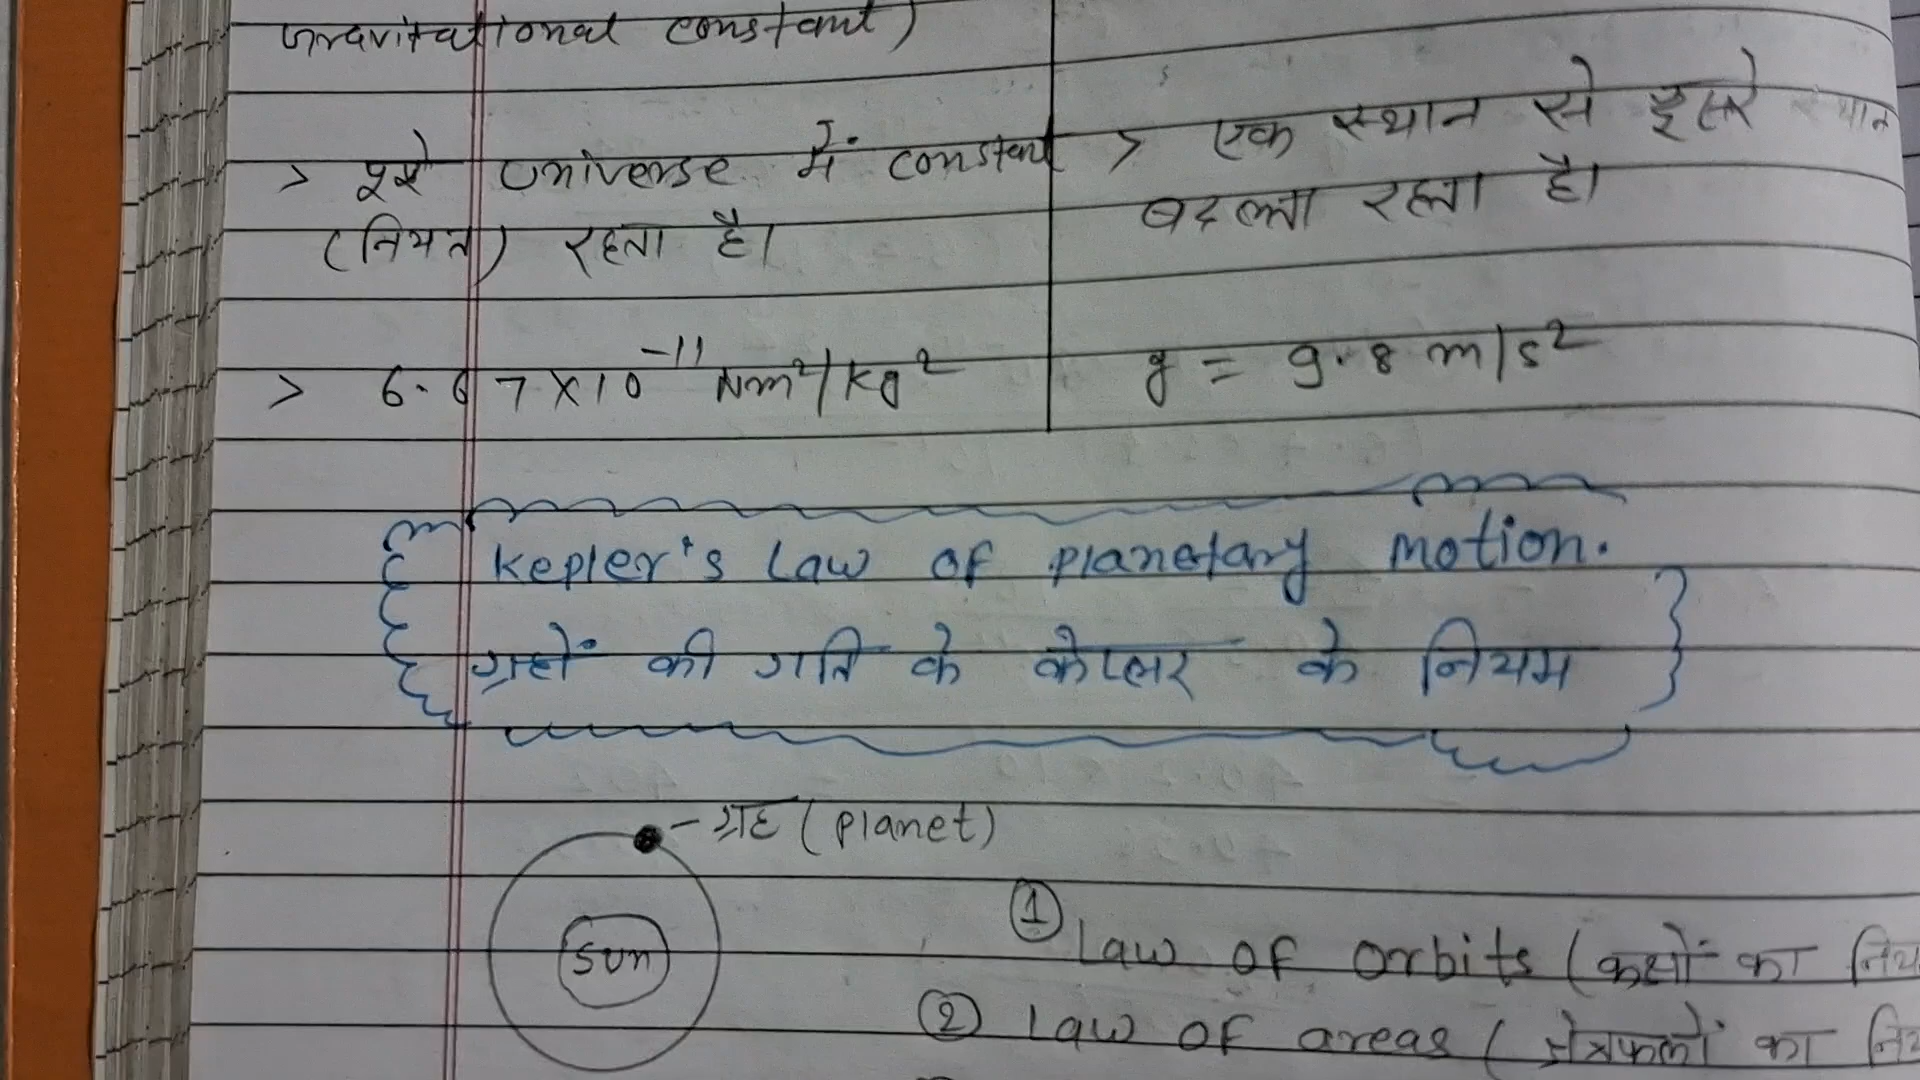 Gravitational constant)
> पूरे universe में constant
(नियत) रहता है।
> 6.67 × 10⁻¹¹ Nm²/kg²
> एक स्थान से दूसरे स्थान
बदलता रहता है।
g = 9.8 m/s²
Kepler's Law of planetary motion.
ग्रहों की गति के केप्लर के नियम
- ग्रह (planet)
Sun
① Law of orbits (कक्षों का
② Law of areas ( क्षेत्रफलों का